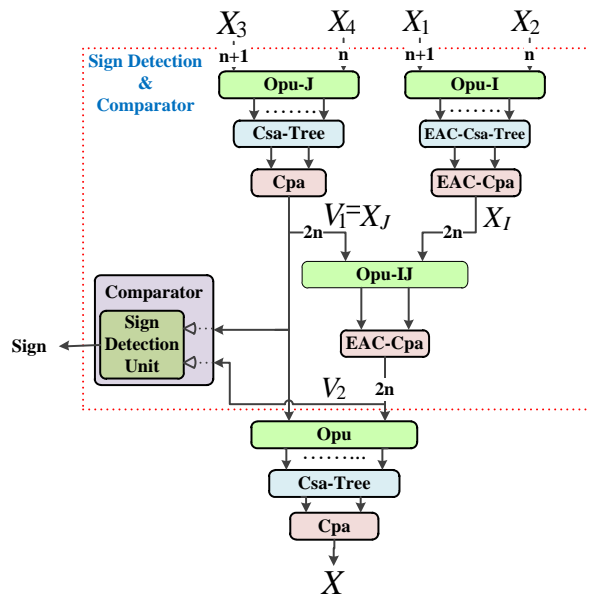 X3 X4 X1 X2
n+1 n n+1 n
Sign Detection
&
Comparator
Opu-J Opu-I
Csa-Tree EAC-Csa-Tree
Cpa EAC-Cpa
V1=XJ XI
2n 2n
Opu-IJ
Comparator
Sign
Detection
Unit
Sign
EAC-Cpa
V2 2n
Opu
Csa-Tree
Cpa
X